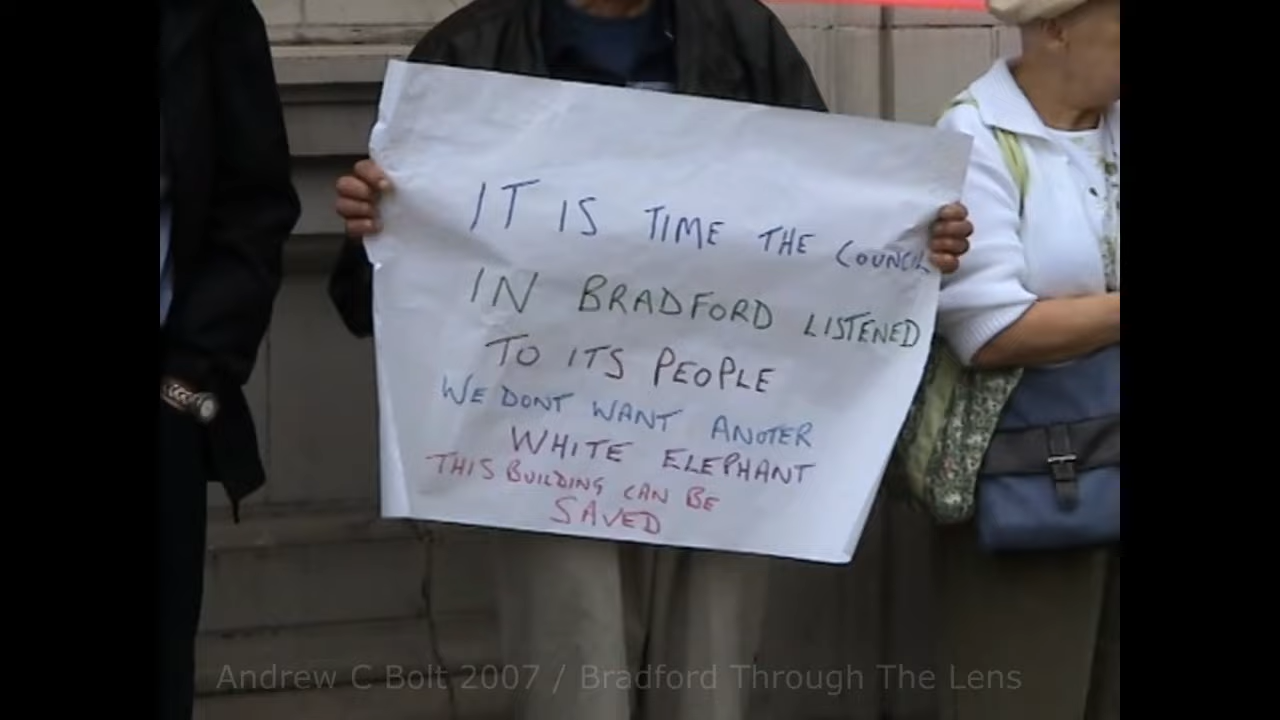 IT IS TIME THE COUNCIL
IN BRADFORD LISTENED
TO ITS PEOPLE
WE DONT WANT ANOTER
WHITE ELEPHANT
THIS BUILDING CAN BE
SAVED
Andrew C Bolt 2007 / Bradford Through The Lens